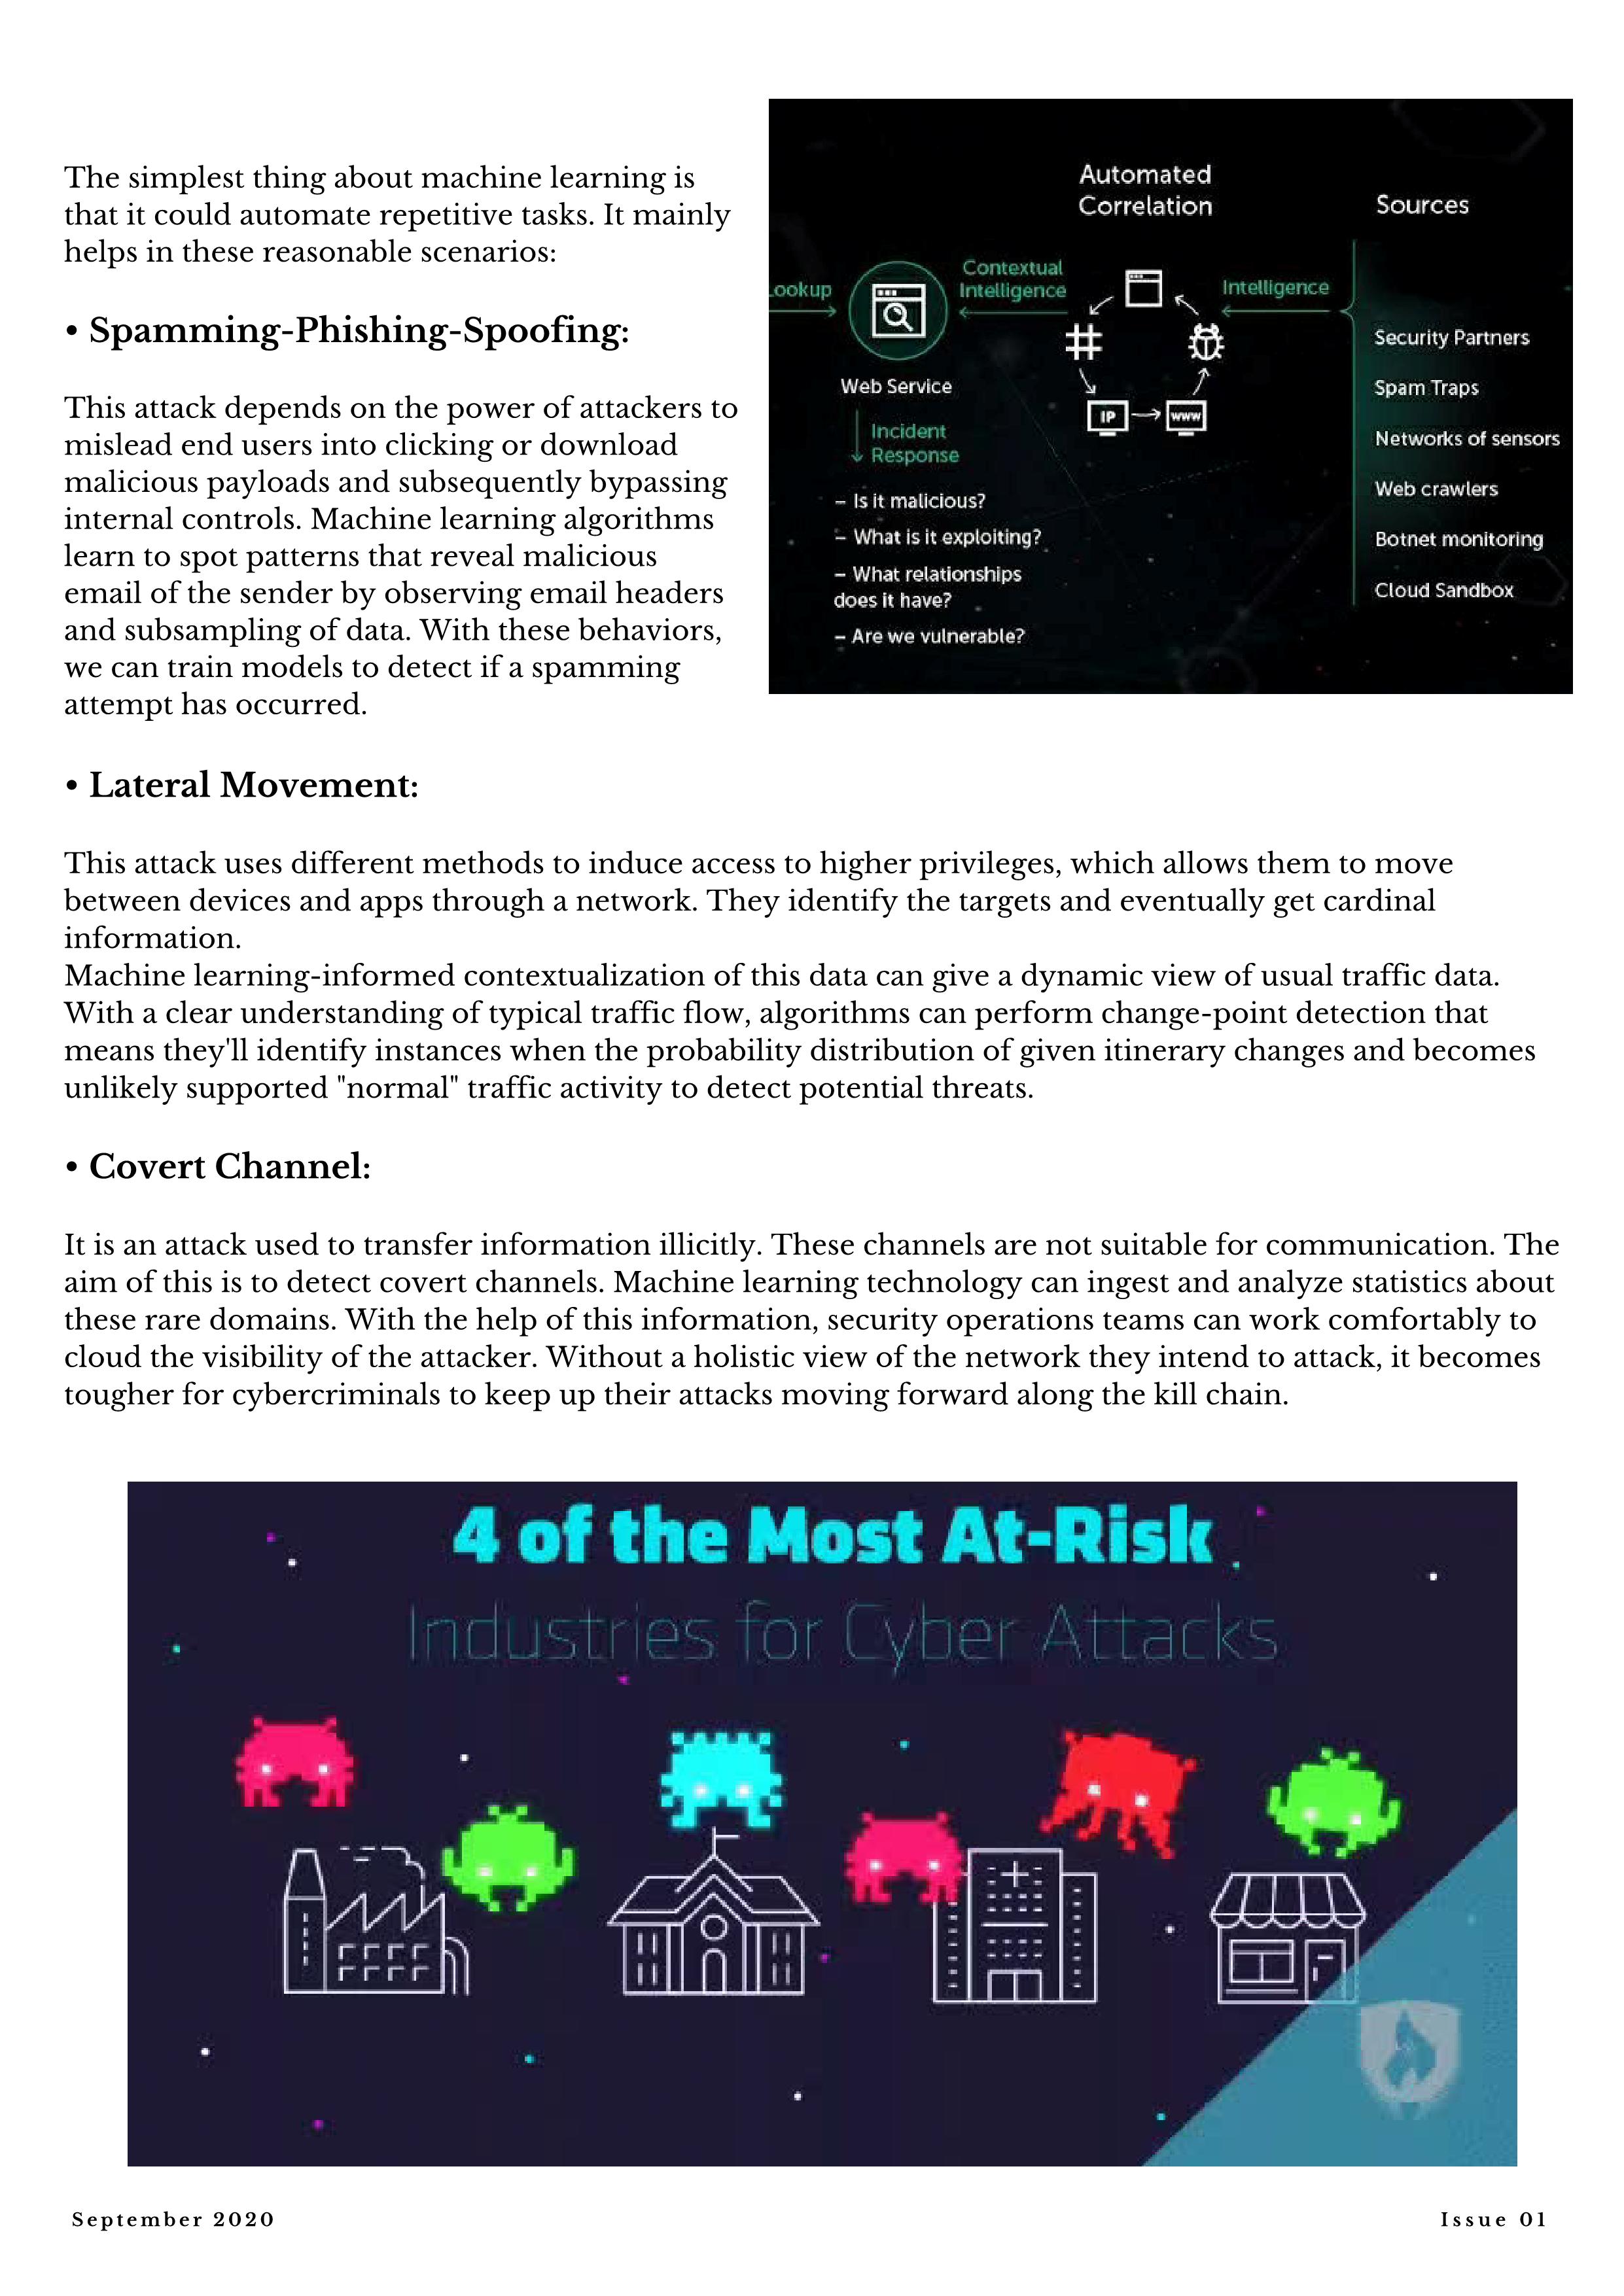 The simplest thing about machine learning is
that it could automate repetitive tasks. It mainly
helps in these reasonable scenarios:
• Spamming-Phishing-Spoofing:
This attack depends on the power of attackers to
mislead end users into clicking or download
malicious payloads and subsequently bypassing
internal controls. Machine learning algorithms
learn to spot patterns that reveal malicious
email of the sender by observing email headers
and subsampling of data. With these behaviors,
we can train models to detect if a spamming
attempt has occurred.
Automated
Correlation
Sources
Lookup
Contextual
Intelligence
Intelligence
Web Service
IP
www
Incident
Response
– Is it malicious?
– What is it exploiting?
– What relationships
does it have?
– Are we vulnerable?
Security Partners
Spam Traps
Networks of sensors
Web crawlers
Botnet monitoring
Cloud Sandbox
• Lateral Movement:
This attack uses different methods to induce access to higher privileges, which allows them to move
between devices and apps through a network. They identify the targets and eventually get cardinal
information.
Machine learning-informed contextualization of this data can give a dynamic view of usual traffic data.
With a clear understanding of typical traffic flow, algorithms can perform change-point detection that
means they'll identify instances when the probability distribution of given itinerary changes and becomes
unlikely supported "normal" traffic activity to detect potential threats.
• Covert Channel:
It is an attack used to transfer information illicitly. These channels are not suitable for communication. The
aim of this is to detect covert channels. Machine learning technology can ingest and analyze statistics about
these rare domains. With the help of this information, security operations teams can work comfortably to
cloud the visibility of the attacker. Without a holistic view of the network they intend to attack, it becomes
tougher for cybercriminals to keep up their attacks moving forward along the kill chain.
4 of the Most At-Risk
Industries for Cyber Attacks
September 2020
Issue 01